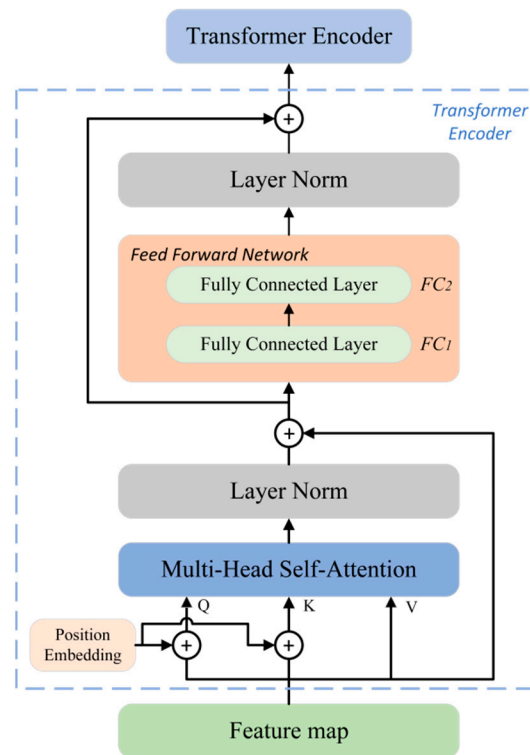 Transformer Encoder
Transformer
Encoder
+
Layer Norm
Feed Forward Network
Fully Connected Layer FC2
Fully Connected Layer FC1
+
Layer Norm
Multi-Head Self-Attention
Q K V
Position
Embedding
+ +
Feature map